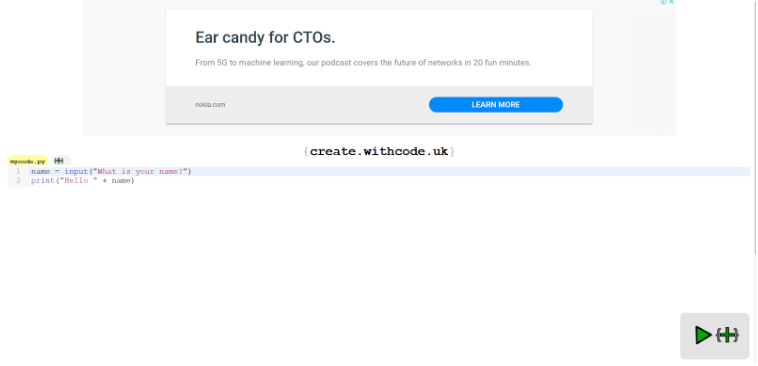 Ear candy for CTOs.
From 5G to machine learning, our podcast covers the future of networks in 20 fun minutes.
nokia.com LEARN MORE
{create.withcode.uk}
mycode.py
1 name = input("What is your name?")
2 print("Hello " + name)